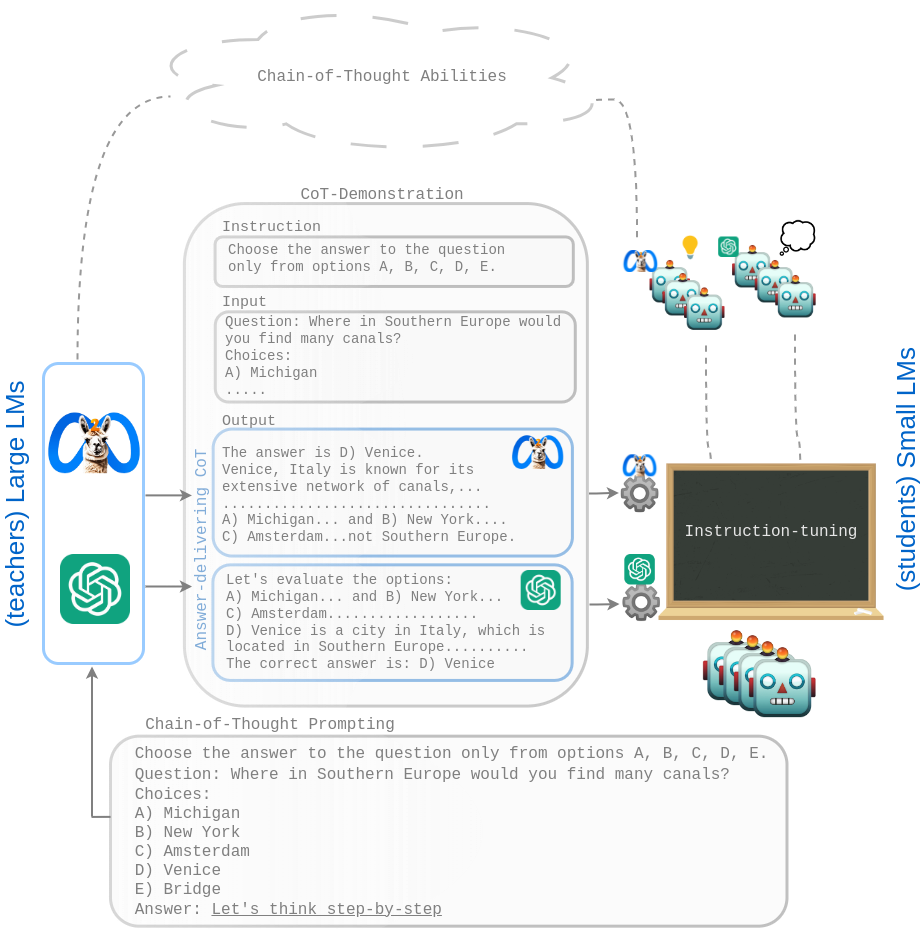 Chain-of-Thought Abilities
CoT-Demonstration
Instruction
Choose the answer to the question
only from options A, B, C, D, E.
Input
Question: Where in Southern Europe would
you find many canals?
Choices:
A) Michigan
.....
Output
The answer is D) Venice.
Venice, Italy is known for its
extensive network of canals,...
................................
A) Michigan... and B) New York....
C) Amsterdam...not Southern Europe.
Let's evaluate the options:
A) Michigan... and B) New York...
C) Amsterdam..................
D) Venice is a city in Italy, which is
located in Southern Europe..........
The correct answer is: D) Venice
Answer-delivering CoT
(teachers) Large LMs
(students) Small LMs
Instruction-tuning
Chain-of-Thought Prompting
Choose the answer to the question only from options A, B, C, D, E.
Question: Where in Southern Europe would you find many canals?
Choices:
A) Michigan
B) New York
C) Amsterdam
D) Venice
E) Bridge
Answer: Let's think step-by-step